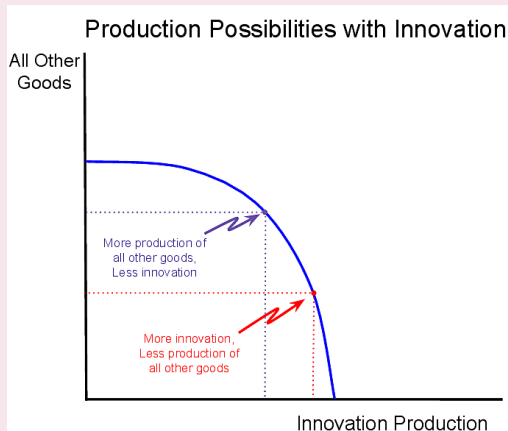 Production Possibilities with Innovation
All Other
Goods
More production of
all other goods,
Less innovation
More innovation,
Less production of
all other goods
Innovation Production